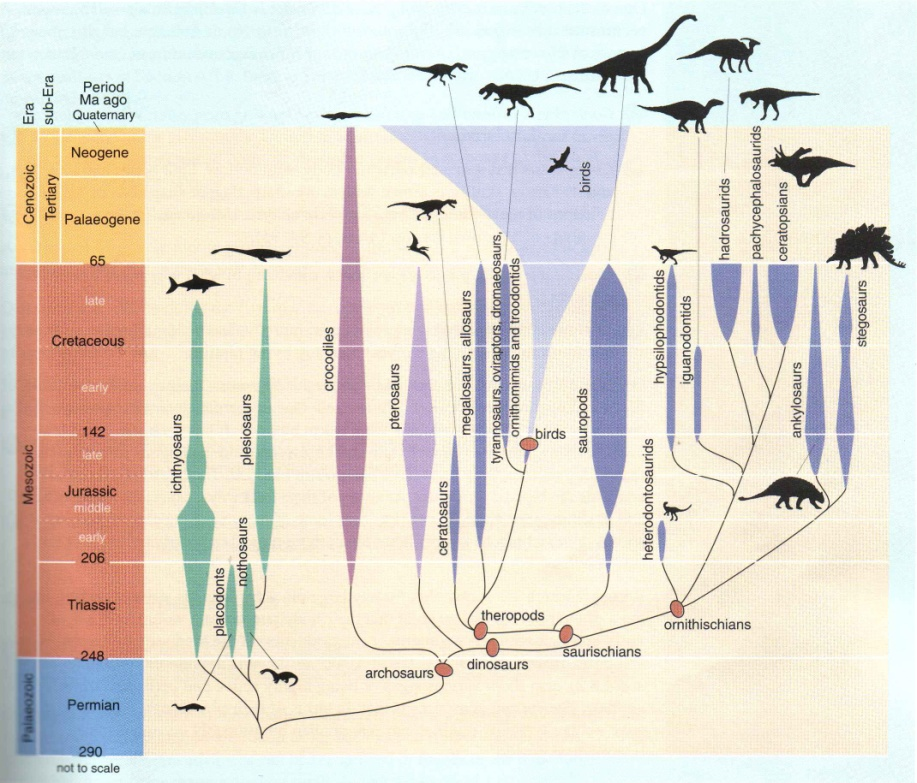 Era
sub-Era
Period
Ma ago
Quaternary
Cenozoic
Tertiary
Neogene
Palaeogene
65
Mesozoic
late
Cretaceous
early
142
late
Jurassic
middle
early
206
Triassic
248
Palaeozoic
Permian
290
not to scale
ichthyosaurs
placodonts
nothosaurs
plesiosaurs
crocodiles
pterosaurs
ceratosaurs
megalosaurs, allosaurs
tyrannosaurs, oviraptors, dromaeosaurs,
ornithomimids and troodontids
birds
birds
sauropods
heterodontosaurids
hypsilophodontids
iguanodontids
hadrosaurids
pachycephalosaurids
ceratopsians
ankylosaurs
stegosaurs
theropods
archosaurs
dinosaurs
saurischians
ornithischians